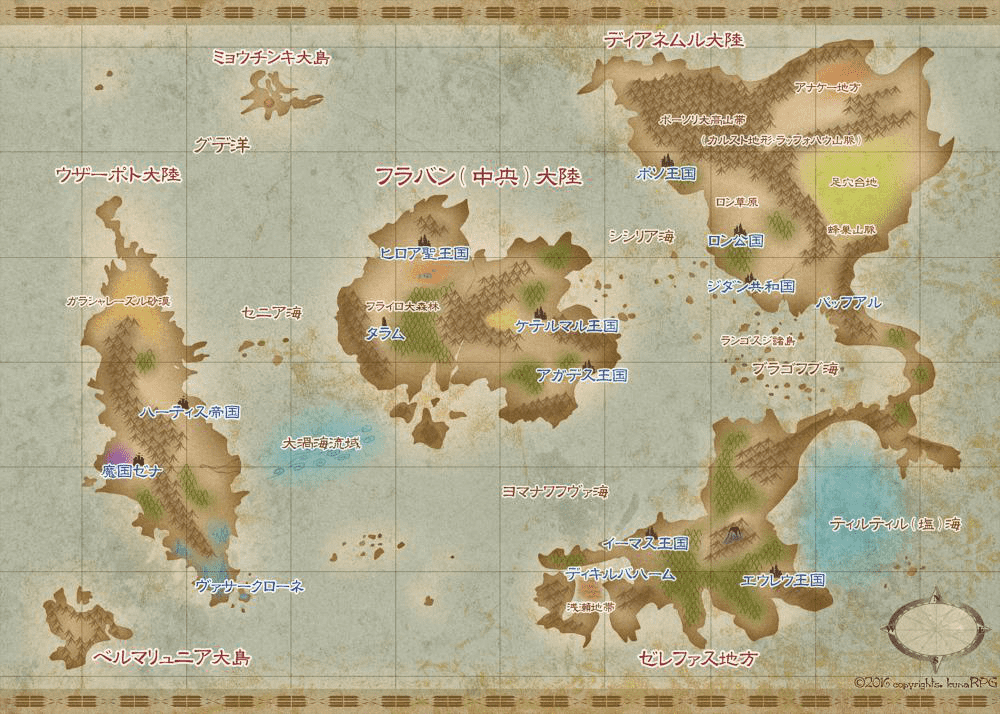 ディアネムル大陸
ミョウチンキ大島
アナケー地方
ボーソリ大高山帯
(カルスト地形・ラッフォハウ山脈)
グデ洋
ウザーポト大陸
フラバン(中央)大陸
ボソ王国
足穴台地
ロン草原
蜂巣山脈
シシリア海
ロン公国
ヒロア聖王国
ジダン共和国
ガラシャレーズル砂漠
フライロ大森林
バップアル
セニア海
タラム
ケテルマル王国
ランゴスジ諸島
ブラゴフブ海
アガデス王国
ハーティス帝国
大渦海流域
魔国ゼナ
ヨマナワフヴァ海
ティルティル(塩)海
イーマス王国
ディキルバハーム
エウレウ王国
ヴァサークローネ
浅瀬地帯
N
W
E
S
ベルマリュニア大島
ゼレファス地方
©2016 copyrights. kunaRPG